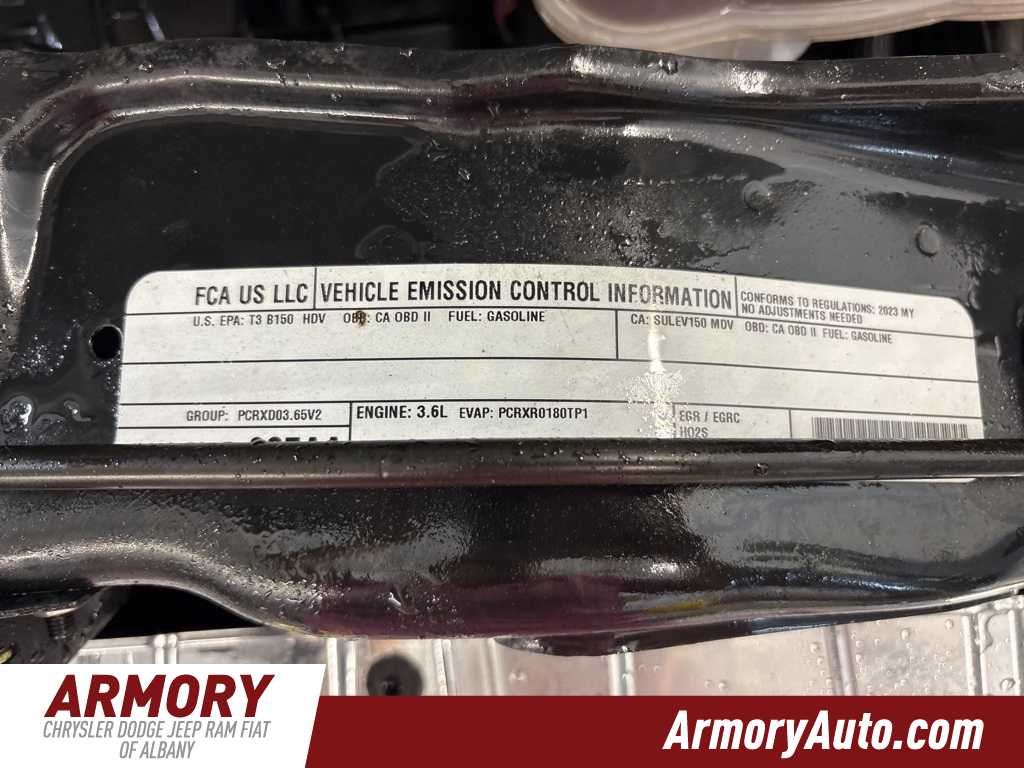 FCA US LLC
VEHICLE EMISSION CONTROL INFORMATION
CONFORMS TO REGULATIONS: 2023 MY
NO ADJUSTMENTS NEEDED
U.S. EPA: T3 B150 HDV OBD: CA OBD II FUEL: GASOLINE
CA: SULEV150 MDV OBD: CA OBD II FUEL: GASOLINE
GROUP: PCRXD03.65V2
ENGINE: 3.6L EVAP: PCRXR0180TP1
EGR / EGRC
HO2S
ARMORY
CHRYSLER DODGE JEEP RAM FIAT
OF ALBANY
ArmoryAuto.com